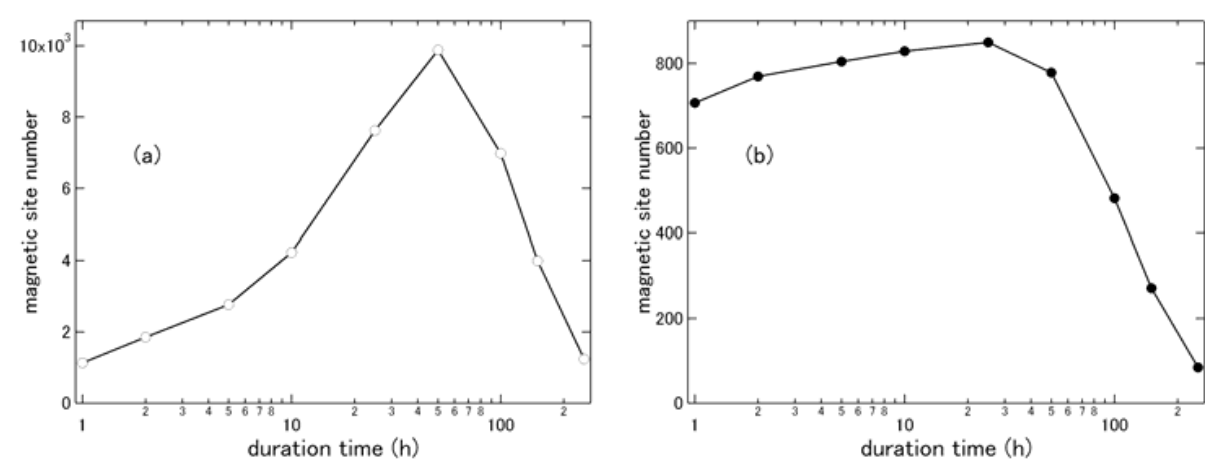 10x10³
8
6
4
2
0
magnetic site number
(a)
1 2 3 4 5 6 7 8 10 2 3 4 5 6 7 8 100 2
duration time (h)
800
600
400
200
0
magnetic site number
(b)
1 2 3 4 5 6 7 8 10 2 3 4 5 6 7 8 100 2
duration time (h)